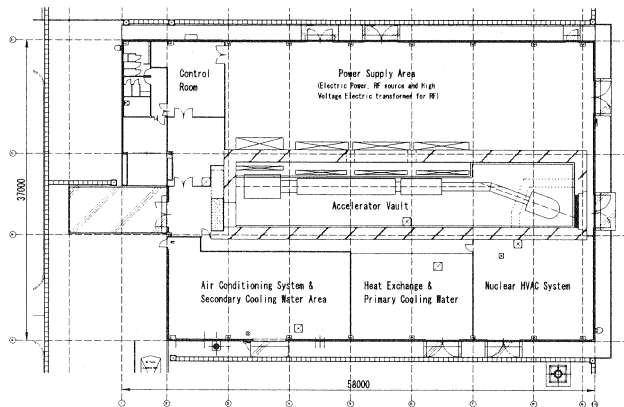 Control
Room
Power Supply Area
(Electric Power, RF source and High
Voltage Electric transformed for RF)
37000
Accelerator Vault
Air Conditioning System &
Secondary Cooling Water Area
Heat Exchange &
Primary Cooling Water
Nuclear HVAC System
58000